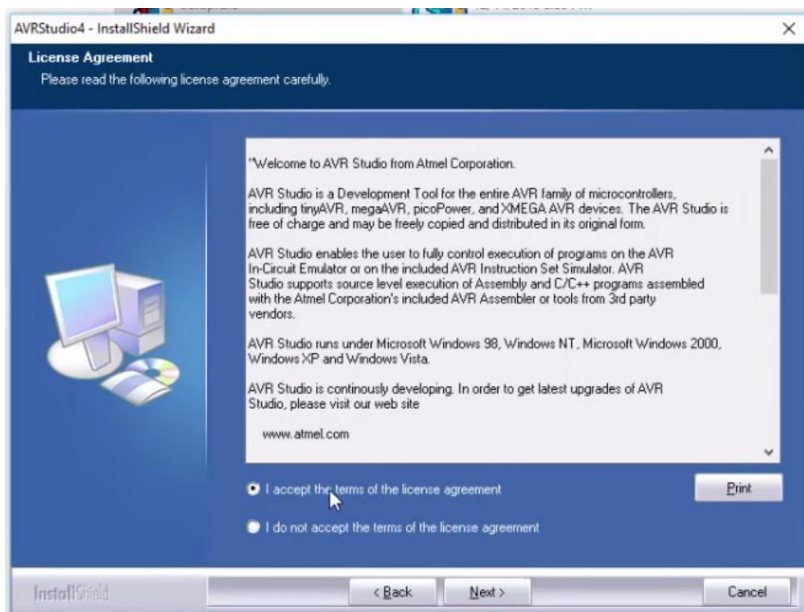 AVRStudio4 - InstallShield Wizard
License Agreement
Please read the following license agreement carefully.
"Welcome to AVR Studio from Atmel Corporation.
AVR Studio is a Development Tool for the entire AVR family of microcontrollers,
including tinyAVR, megaAVR, picoPower, and XMEGA AVR devices. The AVR Studio is
free of charge and may be freely copied and distributed in its original form.
AVR Studio enables the user to fully control execution of programs on the AVR
In-Circuit Emulator or on the included AVR Instruction Set Simulator. AVR
Studio supports source level execution of Assembly and C/C++ programs assembled
with the Atmel Corporation's included AVR Assembler or tools from 3rd party
vendors.
AVR Studio runs under Microsoft Windows 98, Windows NT, Microsoft Windows 2000,
Windows XP and Windows Vista.
AVR Studio is continously developing. In order to get latest upgrades of AVR
Studio, please visit our web site
www.atmel.com
I accept the terms of the license agreement
Print
I do not accept the terms of the license agreement
InstallShield
< Back
Next >
Cancel